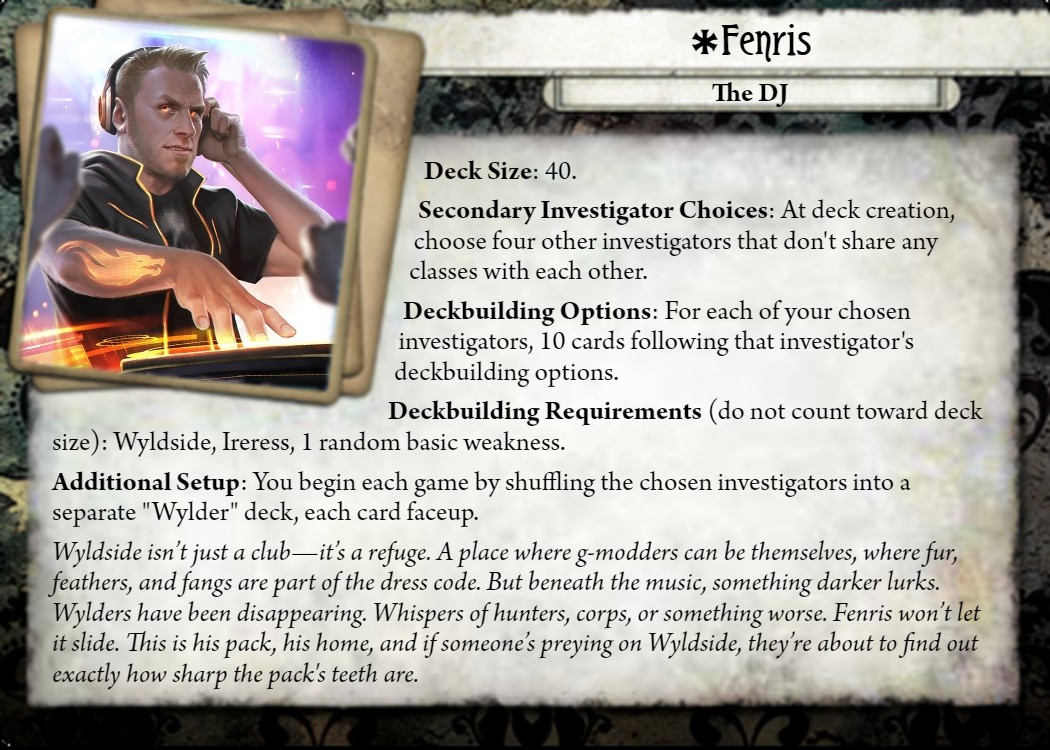 *Fenris
The DJ
Deck Size: 40.
Secondary Investigator Choices: At deck creation,
choose four other investigators that don't share any
classes with each other.
Deckbuilding Options: For each of your chosen
investigators, 10 cards following that investigator's
deckbuilding options.
Deckbuilding Requirements (do not count toward deck
size): Wyldside, Ireress, 1 random basic weakness.
Additional Setup: You begin each game by shuffling the chosen investigators into a
separate "Wylder" deck, each card faceup.
Wyldside isn’t just a club—it’s a refuge. A place where g-modders can be themselves, where fur,
feathers, and fangs are part of the dress code. But beneath the music, something darker lurks.
Wylders have been disappearing. Whispers of hunters, corps, or something worse. Fenris won’t let
it slide. This is his pack, his home, and if someone’s preying on Wyldside, they’re about to find out
exactly how sharp the pack's teeth are.